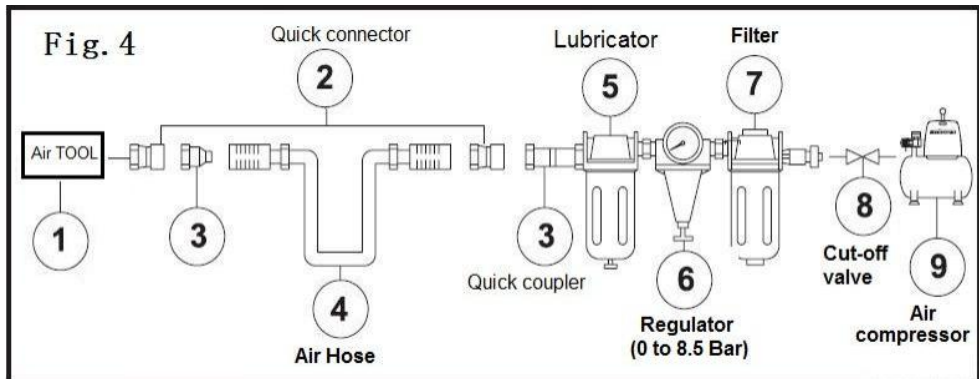 Fig. 4
Quick connector
2
Lubricator
5
Filter
7
Air TOOL
1
3
4
Air Hose
3
Quick coupler
6
Regulator
(0 to 8.5 Bar)
8
Cut-off
valve
9
Air
compressor